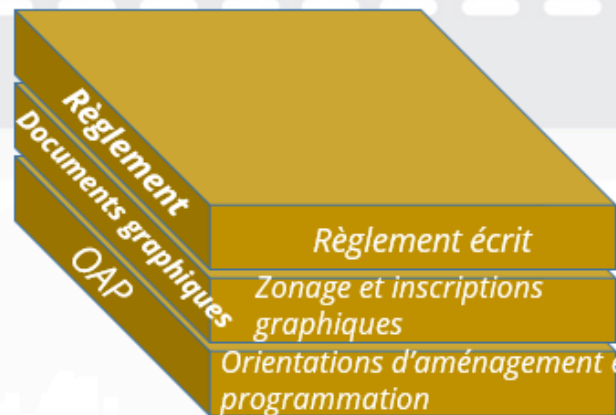 Règlement
Règlement écrit
Documents graphiques
Zonage et inscriptions
graphiques
OAP
Orientations d'aménagement
programmation